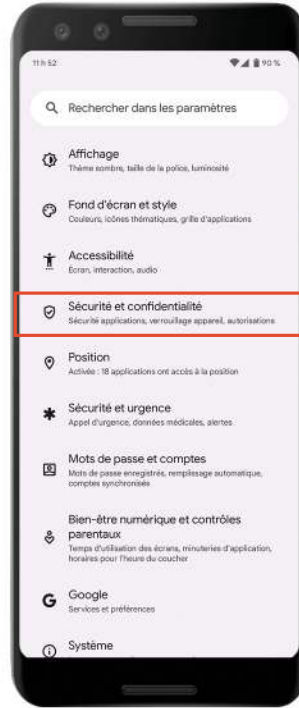 11 h 52
90 %
Rechercher dans les paramètres
Affichage
Thème sombre, taille de la police, luminosité
Fond d'écran et style
Couleurs, icônes thématiques, grille d'applications
Accessibilité
Écran, interaction, audio
Sécurité et confidentialité
Sécurité applications, verrouillage appareil, autorisations
Position
Activée : 18 applications ont accès à la position
Sécurité et urgence
Appel d'urgence, données médicales, alertes
Mots de passe et comptes
Mots de passe enregistrés, remplissage automatique,
comptes synchronisés
Bien-être numérique et contrôles
parentaux
Temps d'utilisation des écrans, minuteries d'application,
horaires pour l'heure du coucher
Google
Services et préférences
Système